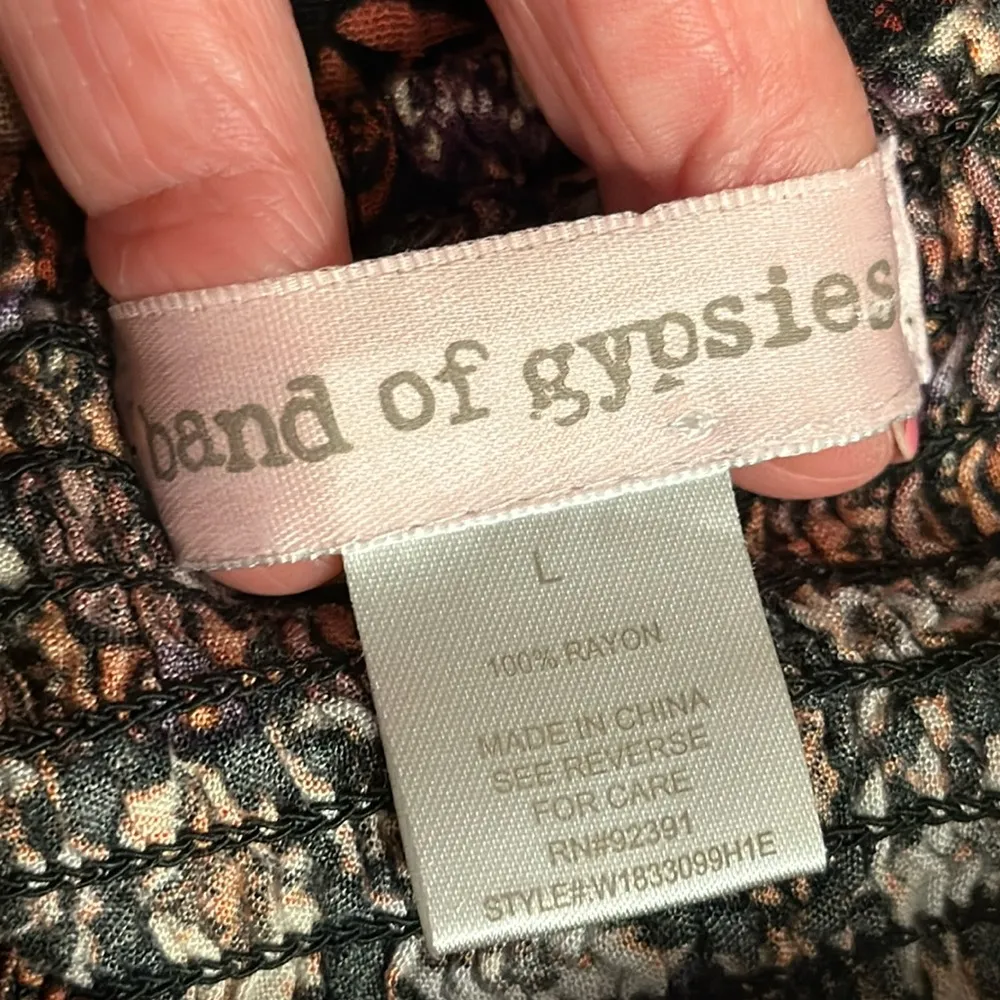 band of gypsies
L
100% RAYON
MADE IN CHINA
SEE REVERSE
FOR CARE
RN#92391
STYLE#:W1833099H1E